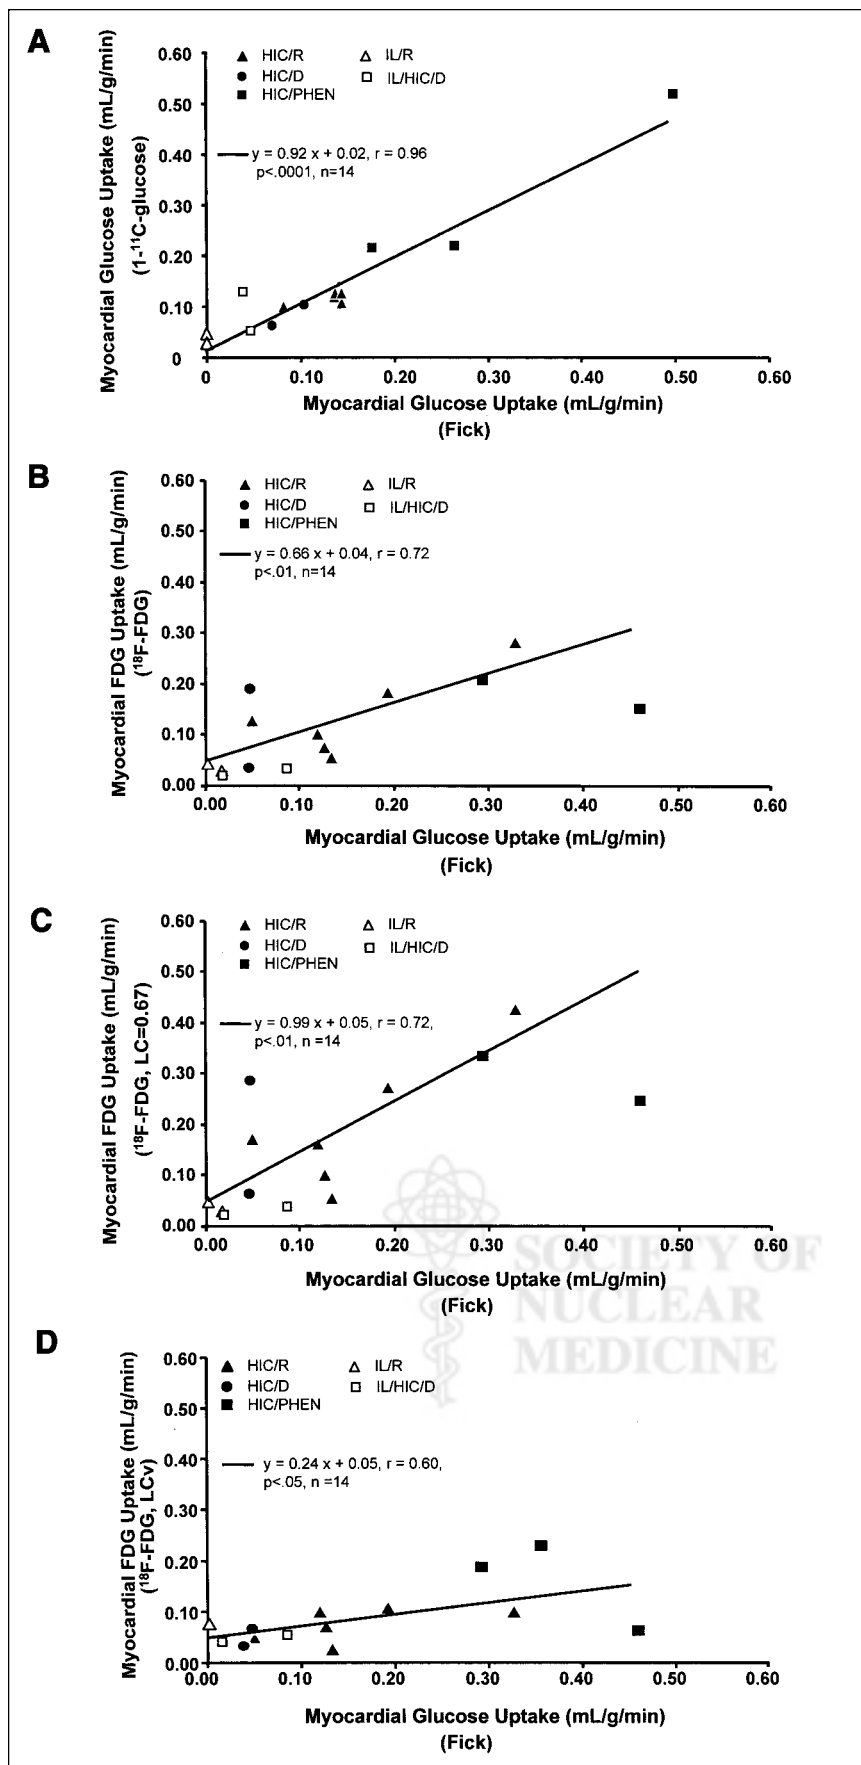 A
Myocardial Glucose Uptake (mL/g/min)
(1-¹¹C-glucose)
0.60
0.50
0.40
0.30
0.20
0.10
0
HIC/R
IL/R
HIC/D
IL/HIC/D
HIC/PHEN
y = 0.92 x + 0.02, r = 0.96
p<.0001, n=14
0
0.10
0.20
0.30
0.40
0.50
0.60
Myocardial Glucose Uptake (mL/g/min)
(Fick)
B
Myocardial FDG Uptake (mL/g/min)
(¹⁸F-FDG)
0.60
0.50
0.40
0.30
0.20
0.10
0.00
HIC/R
IL/R
HIC/D
IL/HIC/D
HIC/PHEN
y = 0.66 x + 0.04, r = 0.72
p<.01, n=14
0.00
0.10
0.20
0.30
0.40
0.50
0.60
Myocardial Glucose Uptake (mL/g/min)
(Fick)
C
Myocardial FDG Uptake (mL/g/min)
(¹⁸F-FDG, LC=0.67)
0.60
0.50
0.40
0.30
0.20
0.10
0.00
HIC/R
IL/R
HIC/D
IL/HIC/D
HIC/PHEN
y = 0.99 x + 0.05, r = 0.72,
p<.01, n =14
0.00
0.10
0.20
0.30
0.40
0.50
0.60
Myocardial Glucose Uptake (mL/g/min)
(Fick)
SOCIETY OF
NUCLEAR
MEDICINE
D
Myocardial FDG Uptake (mL/g/min)
(¹⁸F-FDG, LCv)
0.60
0.50
0.40
0.30
0.20
0.10
0.00
HIC/R
IL/R
HIC/D
IL/HIC/D
HIC/PHEN
y = 0.24 x + 0.05, r = 0.60,
p<.05, n =14
0.00
0.10
0.20
0.30
0.40
0.50
0.60
Myocardial Glucose Uptake (mL/g/min)
(Fick)